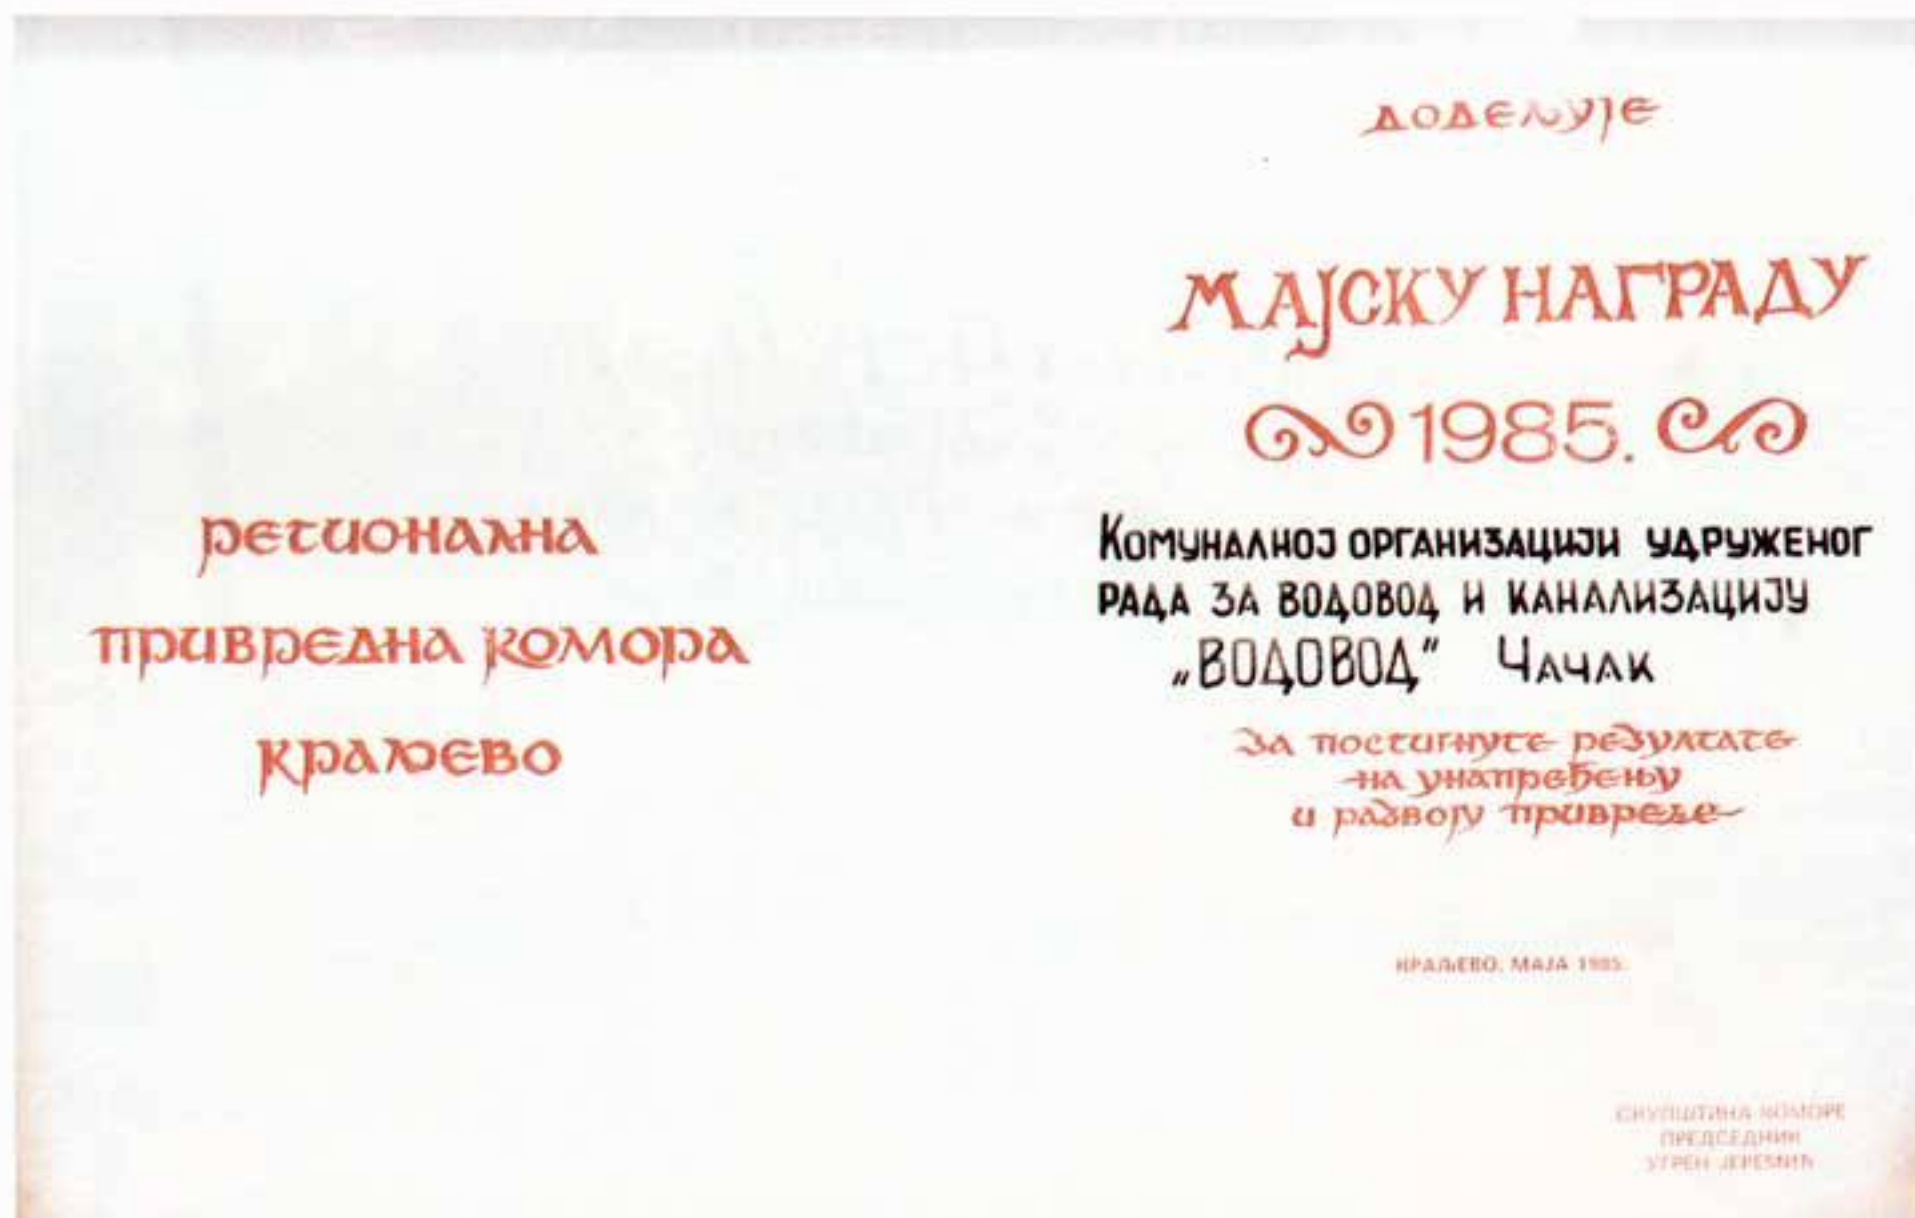 регионална
привредна комора
краљево
додељује
МАЈСКУ НАГРАДУ
1985.
КОМУНАЛНОЈ ОРГАНИЗАЦИЈИ УДРУЖЕНОГ
РАДА ЗА ВОДОВОД И КАНАЛИЗАЦИЈУ
„ВОДОВОД” ЧАЧАК
за постигнуте резултате
на унапређењу
и развоју привреде
КРАЉЕВО, МАЈА 1985.
СКУПШТИНА КОМОРЕ
ПРЕДСЕДНИК
ЈЕРЕМИЋ